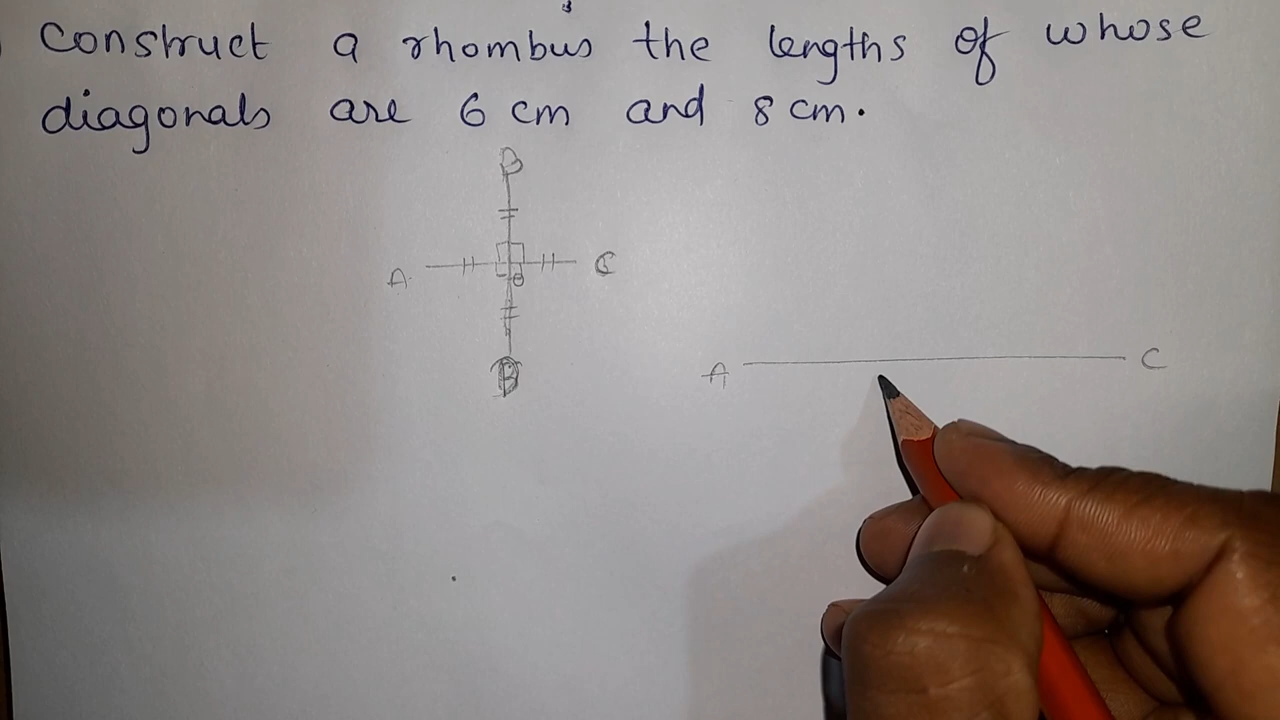 Construct a rhombus the lengths of whose
diagonals are 6 cm and 8 cm.
D
A C
O
B
A C